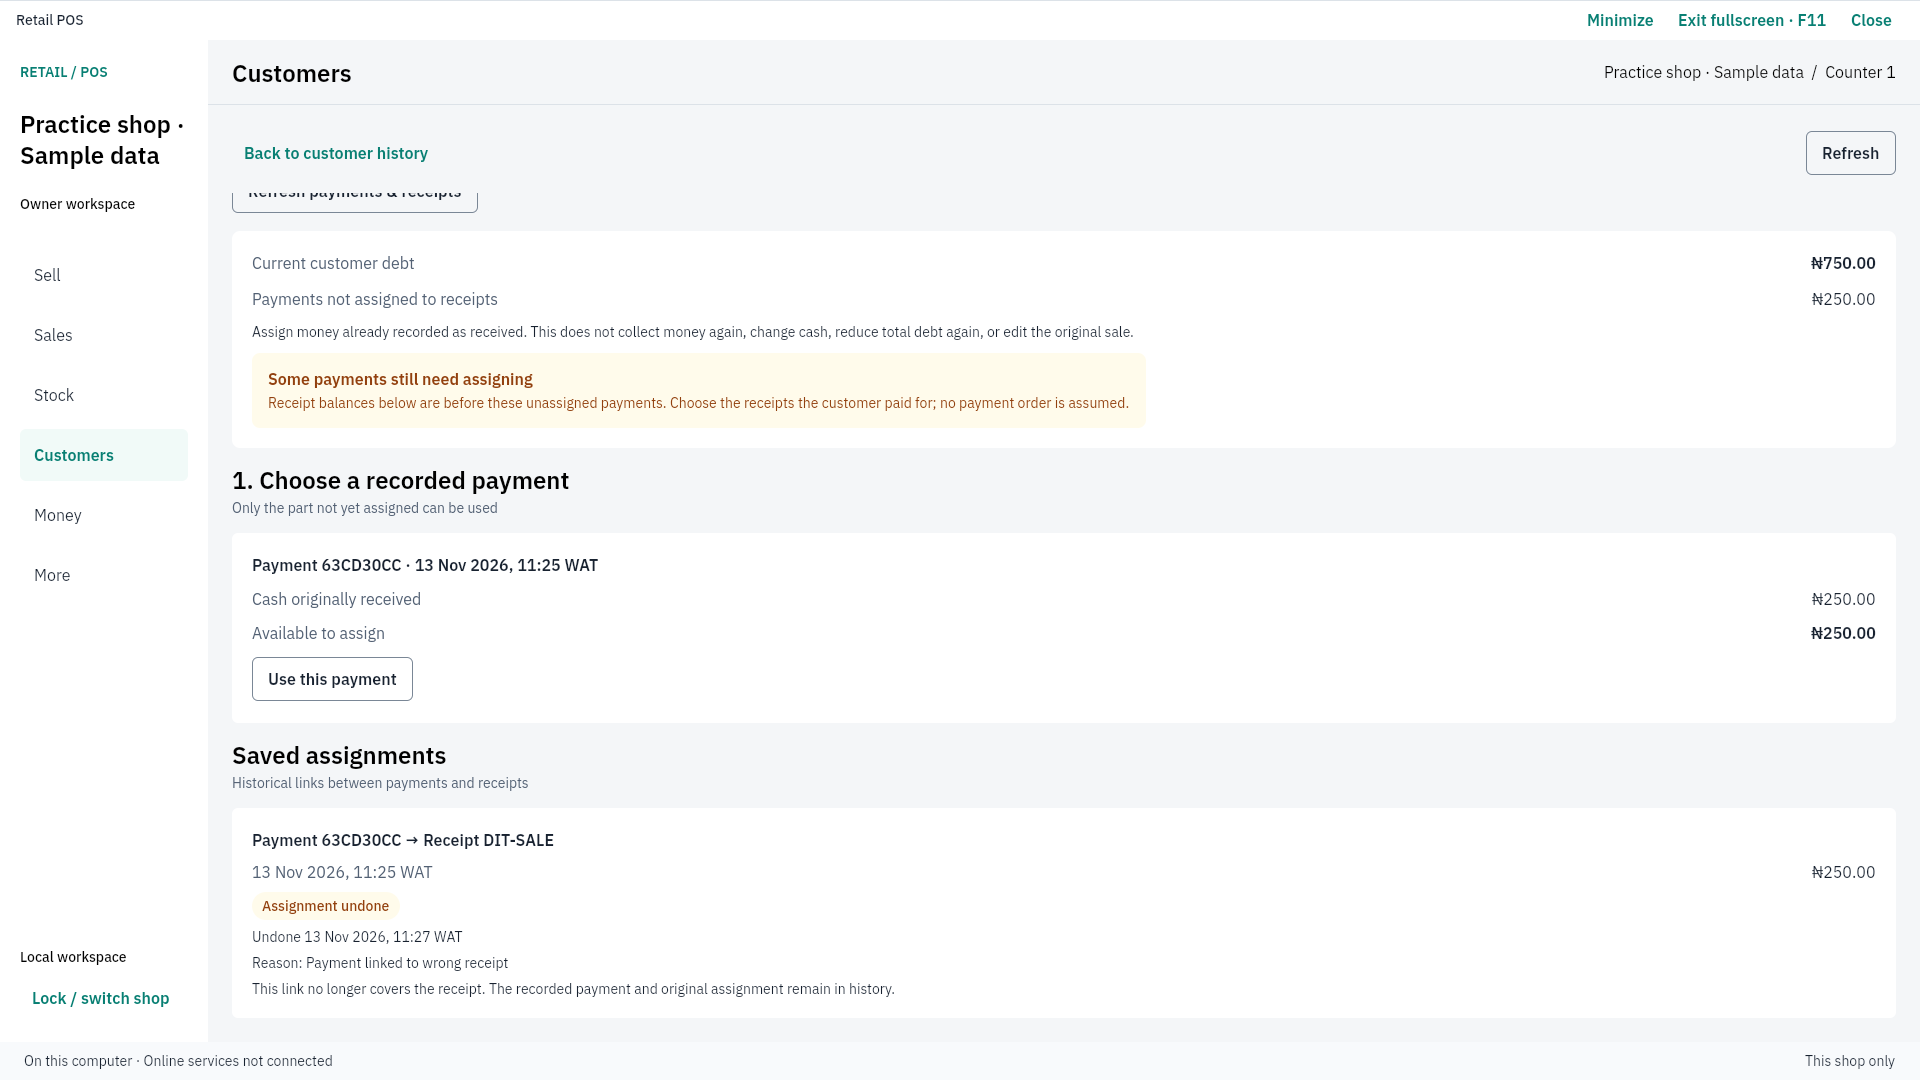 Retail POS
Minimize
Exit fullscreen · F11
Close
RETAIL / POS
Practice shop ·
Sample data
Owner workspace
Sell
Sales
Stock
Customers
Money
More
Local workspace
Lock / switch shop
Customers
Practice shop · Sample data / Counter 1
Back to customer history
Refresh
Refresh payments & receipts
Current customer debt
₦750.00
Payments not assigned to receipts
₦250.00
Assign money already recorded as received. This does not collect money again, change cash, reduce total debt again, or edit the original sale.
Some payments still need assigning
Receipt balances below are before these unassigned payments. Choose the receipts the customer paid for; no payment order is assumed.
1. Choose a recorded payment
Only the part not yet assigned can be used
Payment 63CD30CC · 13 Nov 2026, 11:25 WAT
Cash originally received
₦250.00
Available to assign
₦250.00
Use this payment
Saved assignments
Historical links between payments and receipts
Payment 63CD30CC → Receipt DIT-SALE
13 Nov 2026, 11:25 WAT
₦250.00
Assignment undone
Undone 13 Nov 2026, 11:27 WAT
Reason: Payment linked to wrong receipt
This link no longer covers the receipt. The recorded payment and original assignment remain in history.
On this computer · Online services not connected
This shop only